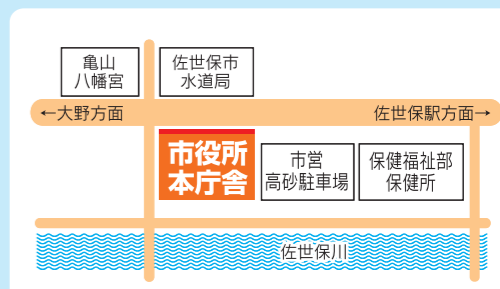 亀山
八幡宮
佐世保市
水道局
←大野方面
佐世保駅方面→
市役所
本庁舎
市営
高砂駐車場
保健福祉部
保健所
佐世保川